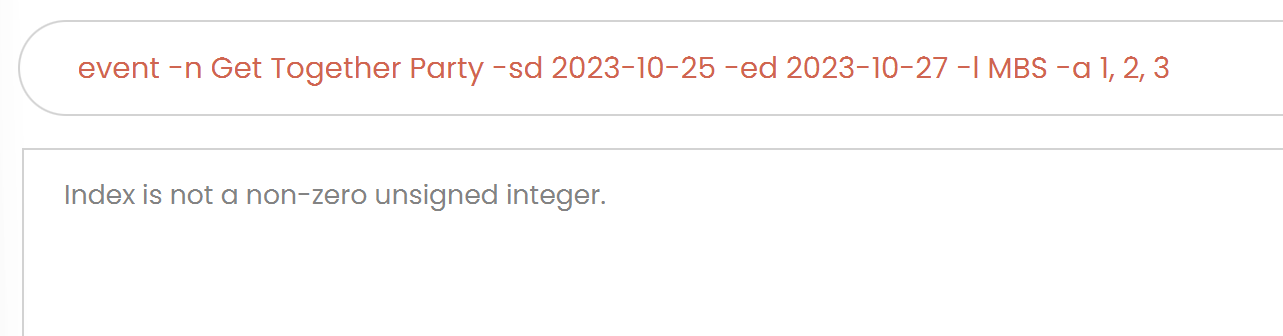 event -n Get Together Party -sd 2023-10-25 -ed 2023-10-27 -l MBS -a 1, 2, 3
Index is not a non-zero unsigned integer.